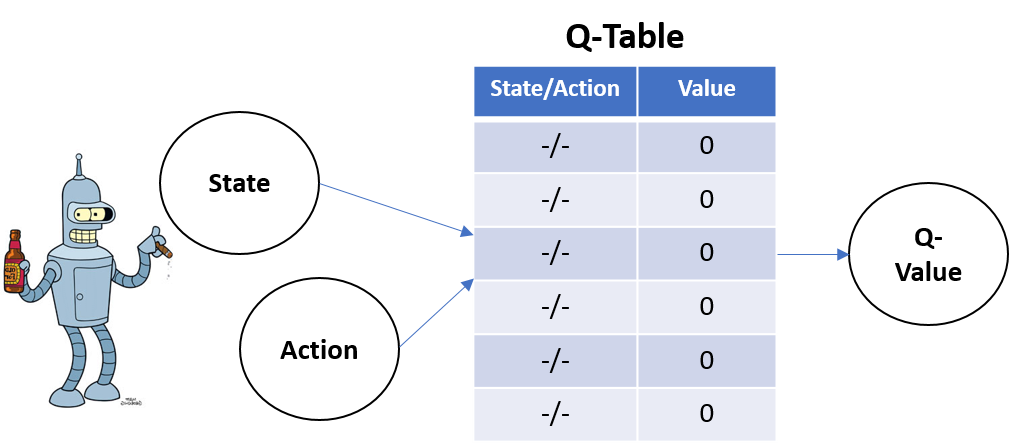 Q-Table
State/Action Value
-/- 0
-/- 0
-/- 0
-/- 0
-/- 0
-/- 0
State
Action
Q-
Value